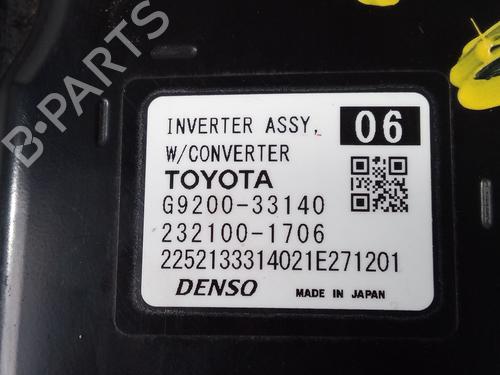 B-PARTS
INVERTER ASSY, 06
W/CONVERTER
TOYOTA
G9200-33140
232100-1706
2252133314021E271201
DENSO MADE IN JAPAN